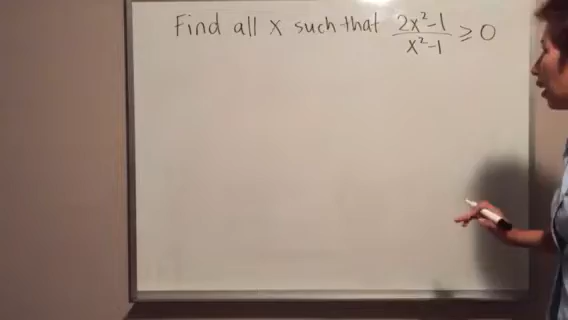 Find all x such that (2x²-1)/(x²-1) ≥ 0